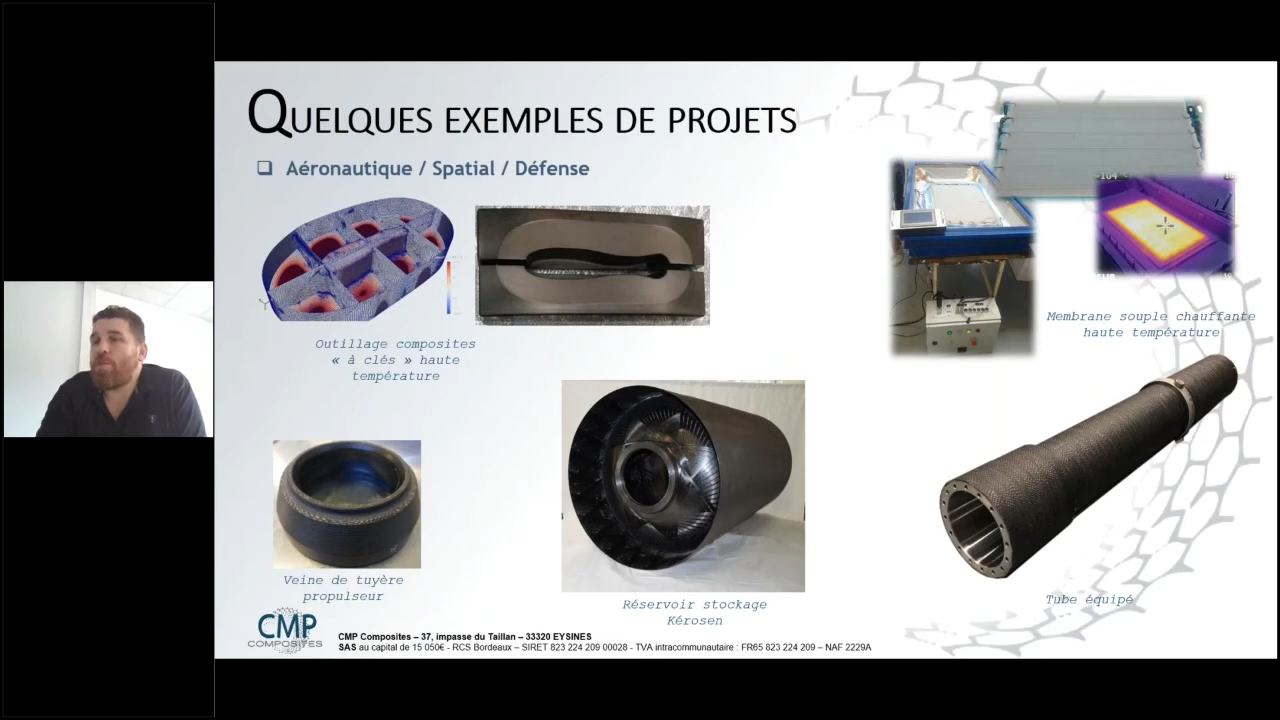 QUELQUES EXEMPLES DE PROJETS
❑ Aéronautique / Spatial / Défense
104
Membrane souple chauffante
haute température
Outillage composites
« à clés » haute
température
Veine de tuyère
propulseur
Réservoir stockage
Kérosen
Tube équipé
CMP
COMPOSITES
CMP Composites – 37, impasse du Taillan – 33320 EYSINES
SAS au capital de 15 050€ - RCS Bordeaux – SIRET 823 224 209 00028 - TVA intracommunautaire : FR65 823 224 209 – NAF 2229A